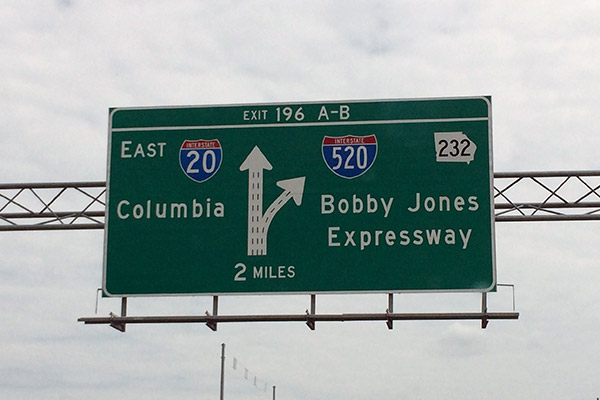 EXIT 196 A-B
EAST INTERSTATE 20
Columbia
INTERSTATE 520 232
Bobby Jones
Expressway
2 MILES